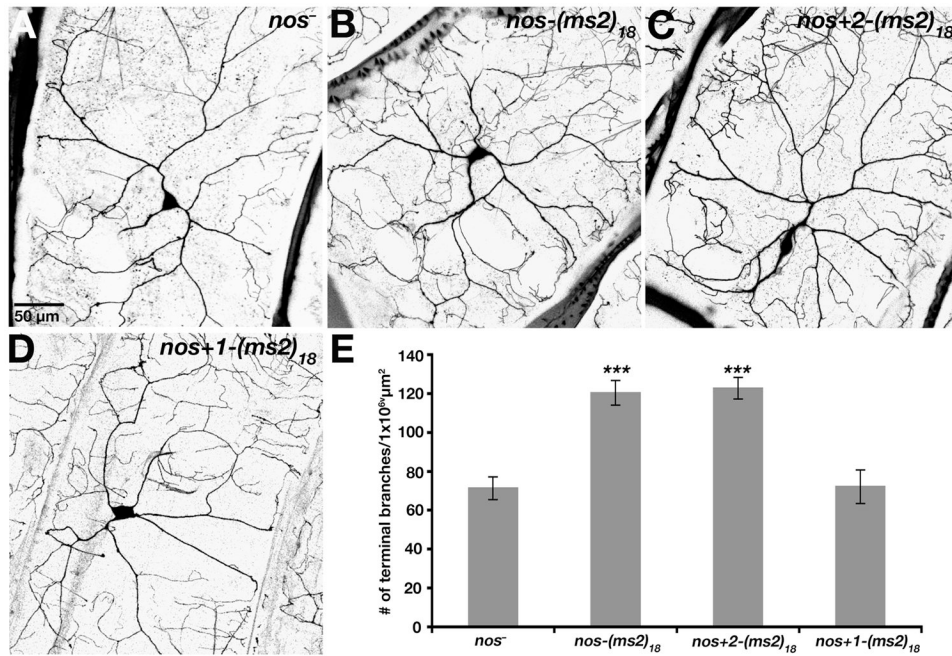 A nos⁻
B nos-(ms2)₁₈
C nos+2-(ms2)₁₈
50 µm
D nos+1-(ms2)₁₈
E
# of terminal branches/1x10⁶ᵛµm²
140
120
100
80
60
40
20
0
*** ***
nos⁻ nos-(ms2)₁₈ nos+2-(ms2)₁₈ nos+1-(ms2)₁₈